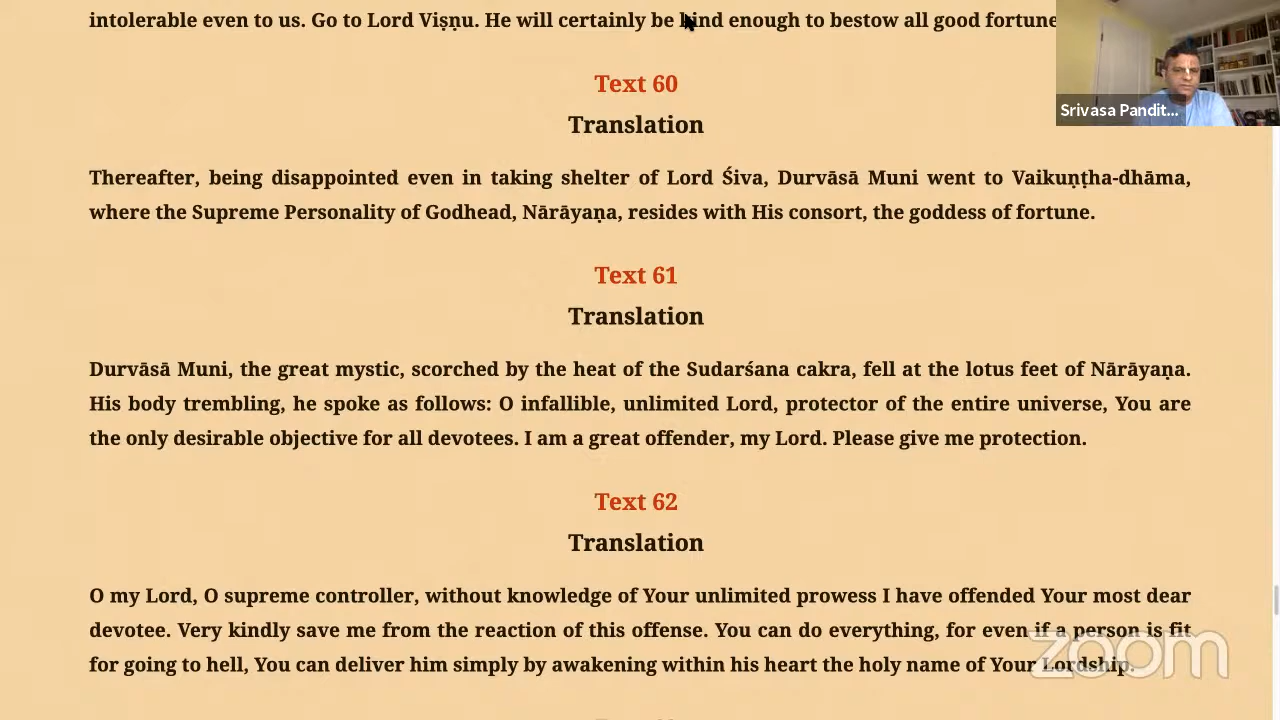 intolerable even to us. Go to Lord Viṣṇu. He will certainly be kind enough to bestow all good fortune
Srivasa Pandit...
Text 60
Translation
Thereafter, being disappointed even in taking shelter of Lord Śiva, Durvāsā Muni went to Vaikuṇṭha-dhāma,
where the Supreme Personality of Godhead, Nārāyaṇa, resides with His consort, the goddess of fortune.
Text 61
Translation
Durvāsā Muni, the great mystic, scorched by the heat of the Sudarśana cakra, fell at the lotus feet of Nārāyaṇa.
His body trembling, he spoke as follows: O infallible, unlimited Lord, protector of the entire universe, You are
the only desirable objective for all devotees. I am a great offender, my Lord. Please give me protection.
Text 62
Translation
O my Lord, O supreme controller, without knowledge of Your unlimited prowess I have offended Your most dear
devotee. Very kindly save me from the reaction of this offense. You can do everything, for even if a person is fit
for going to hell, You can deliver him simply by awakening within his heart the holy name of Your Lordship.
zoom